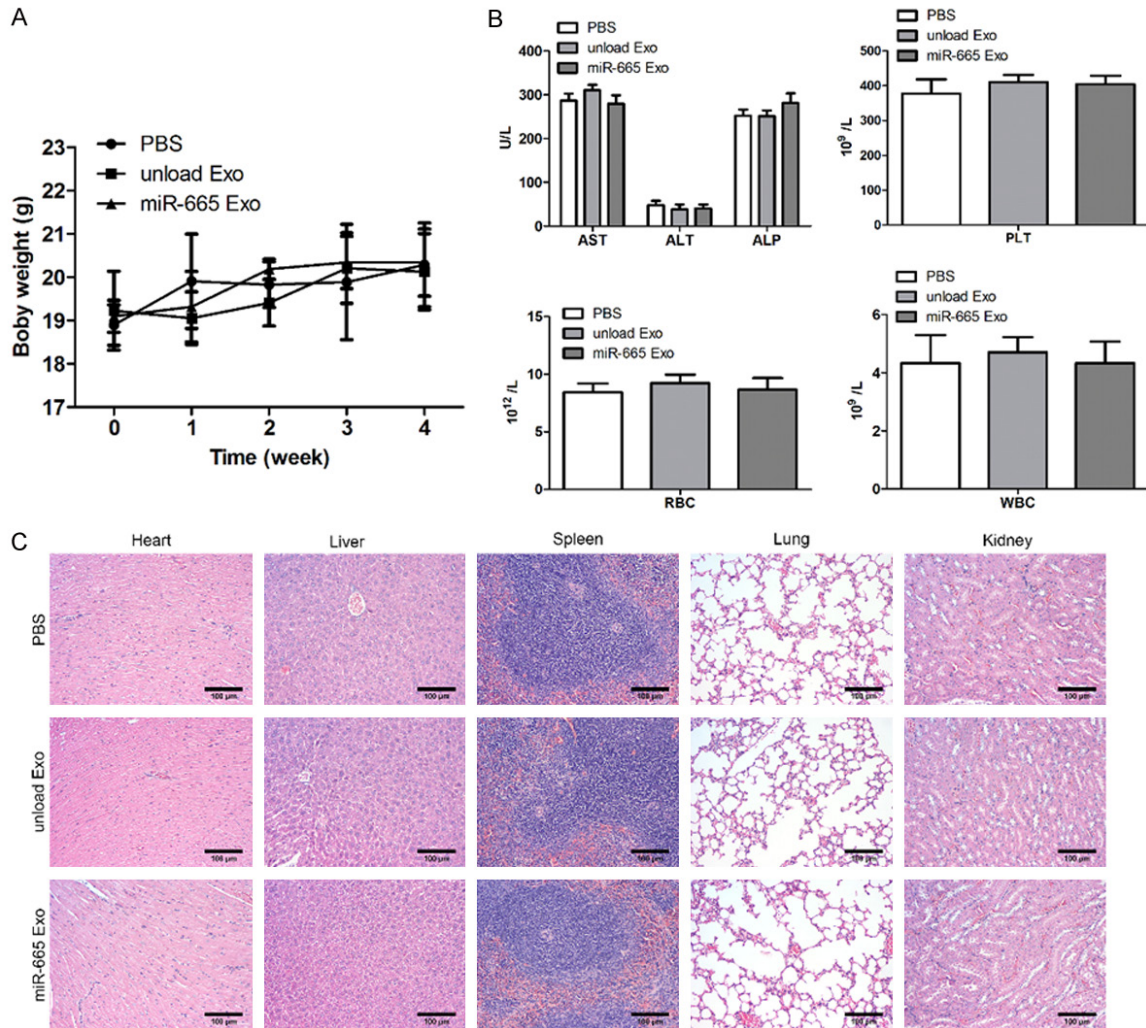 A
PBS
unload Exo
miR-665 Exo
Boby weight (g)
21
20
19
18
17
22
0 1 2 3 4
Time (week)
B
PBS
unload Exo
miR-665 Exo
U/L
400
300
200
100
0
AST ALT ALP
PBS
unload Exo
miR-665 Exo
10⁹ /L
500
400
300
200
100
0
PLT
PBS
unload Exo
miR-665 Exo
10¹² /L
15
10
5
0
RBC
PBS
unload Exo
miR-665 Exo
10⁹ /L
6
4
2
0
WBC
C
Heart Liver Spleen Lung Kidney
PBS
100 µm 100 µm 100 µm 100 µm 100 µm
unload Exo
100 µm 100 µm 100 µm 100 µm 100 µm
miR-665 Exo
100 µm 100 µm 100 µm 100 µm 100 µm